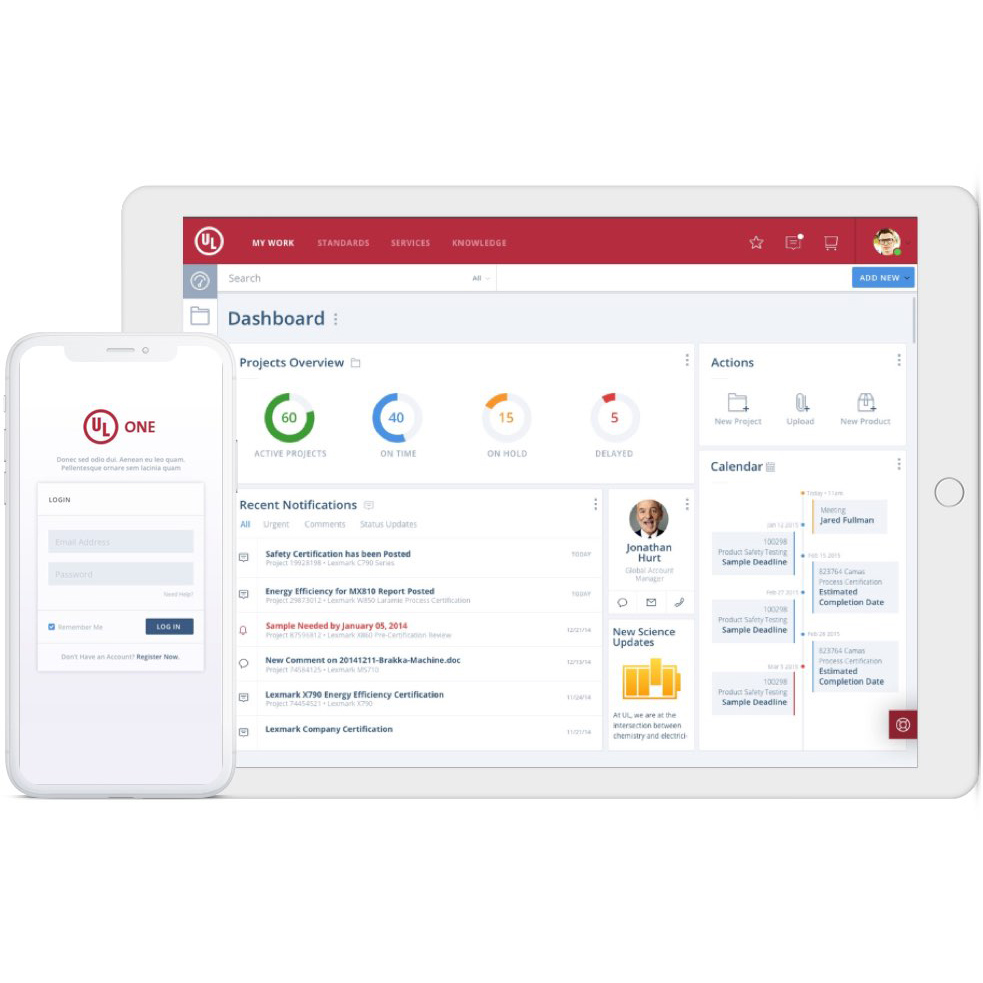 UL
MY WORK
STANDARDS
SERVICES
KNOWLEDGE
Search
All
ADD NEW
Dashboard
Projects Overview
60
ACTIVE PROJECTS
40
ON TIME
15
ON HOLD
5
DELAYED
Actions
New Project
Upload
New Product
Recent Notifications
All
Urgent
Comments
Status Updates
Safety Certification has been Posted
Project 19928198 • Lexmark C790 Series
TODAY
Energy Efficiency for MX810 Report Posted
Project 29873012 • Lexmark W850 Laramie Process Certification
TODAY
Sample Needed by January 05, 2014
Project 87596812 • Lexmark X860 Pre-Certification Review
12/21/14
New Comment on 20141211-Brakka-Machine.doc
Project 74584125 • Lexmark MS710
12/13/14
Lexmark X790 Energy Efficiency Certification
Project 74454521 • Lexmark X790
11/24/14
Lexmark Company Certification
11/21/14
Jonathan
Hurt
Global Account
Manager
New Science
Updates
At UL, we are at the
intersection between
chemistry and electrici
Calendar
Today • 11am
Meeting
Jared Fullman
Jan 12 2015
100298
Product Safety Testing
Sample Deadline
Feb 15 2015
823764 Camas
Process Certification
Estimated
Completion Date
Feb 27 2015
100298
Product Safety Testing
Sample Deadline
Feb 28 2015
823764 Camas
Process Certification
Estimated
Completion Date
Mar 5 2015
100298
Product Safety Testing
Sample Deadline
UL ONE
Donec sed odio dui. Aenean eu leo quam.
Pellentesque ornare sem lacinia quam
LOGIN
Email Address
Password
Need Help?
Remember Me
LOG IN
Don't Have an Account? Register Now.